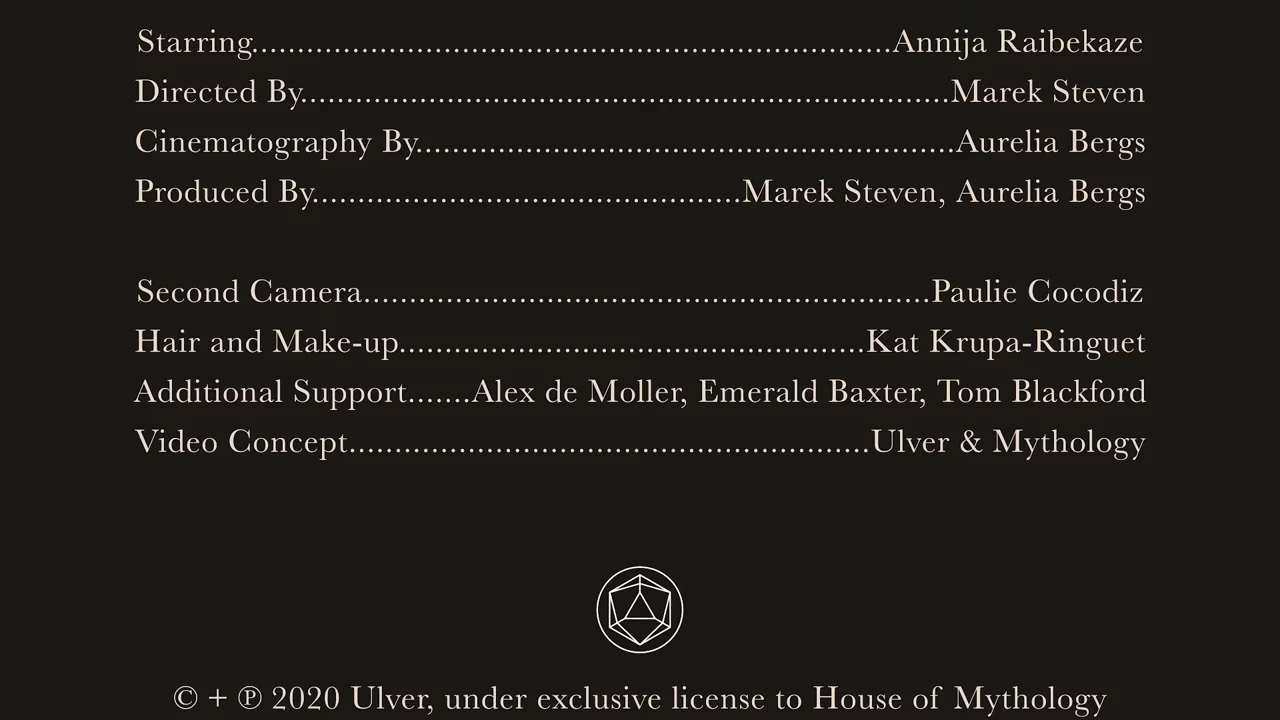 Starring......................................................................Annija Raibekaze
Directed By.......................................................................Marek Steven
Cinematography By...........................................................Aurelia Bergs
Produced By...............................................Marek Steven, Aurelia Bergs
Second Camera..............................................................Paulie Cocodiz
Hair and Make-up...................................................Kat Krupa-Ringuet
Additional Support.......Alex de Moller, Emerald Baxter, Tom Blackford
Video Concept.........................................................Ulver & Mythology
© + ℗ 2020 Ulver, under exclusive license to House of Mythology